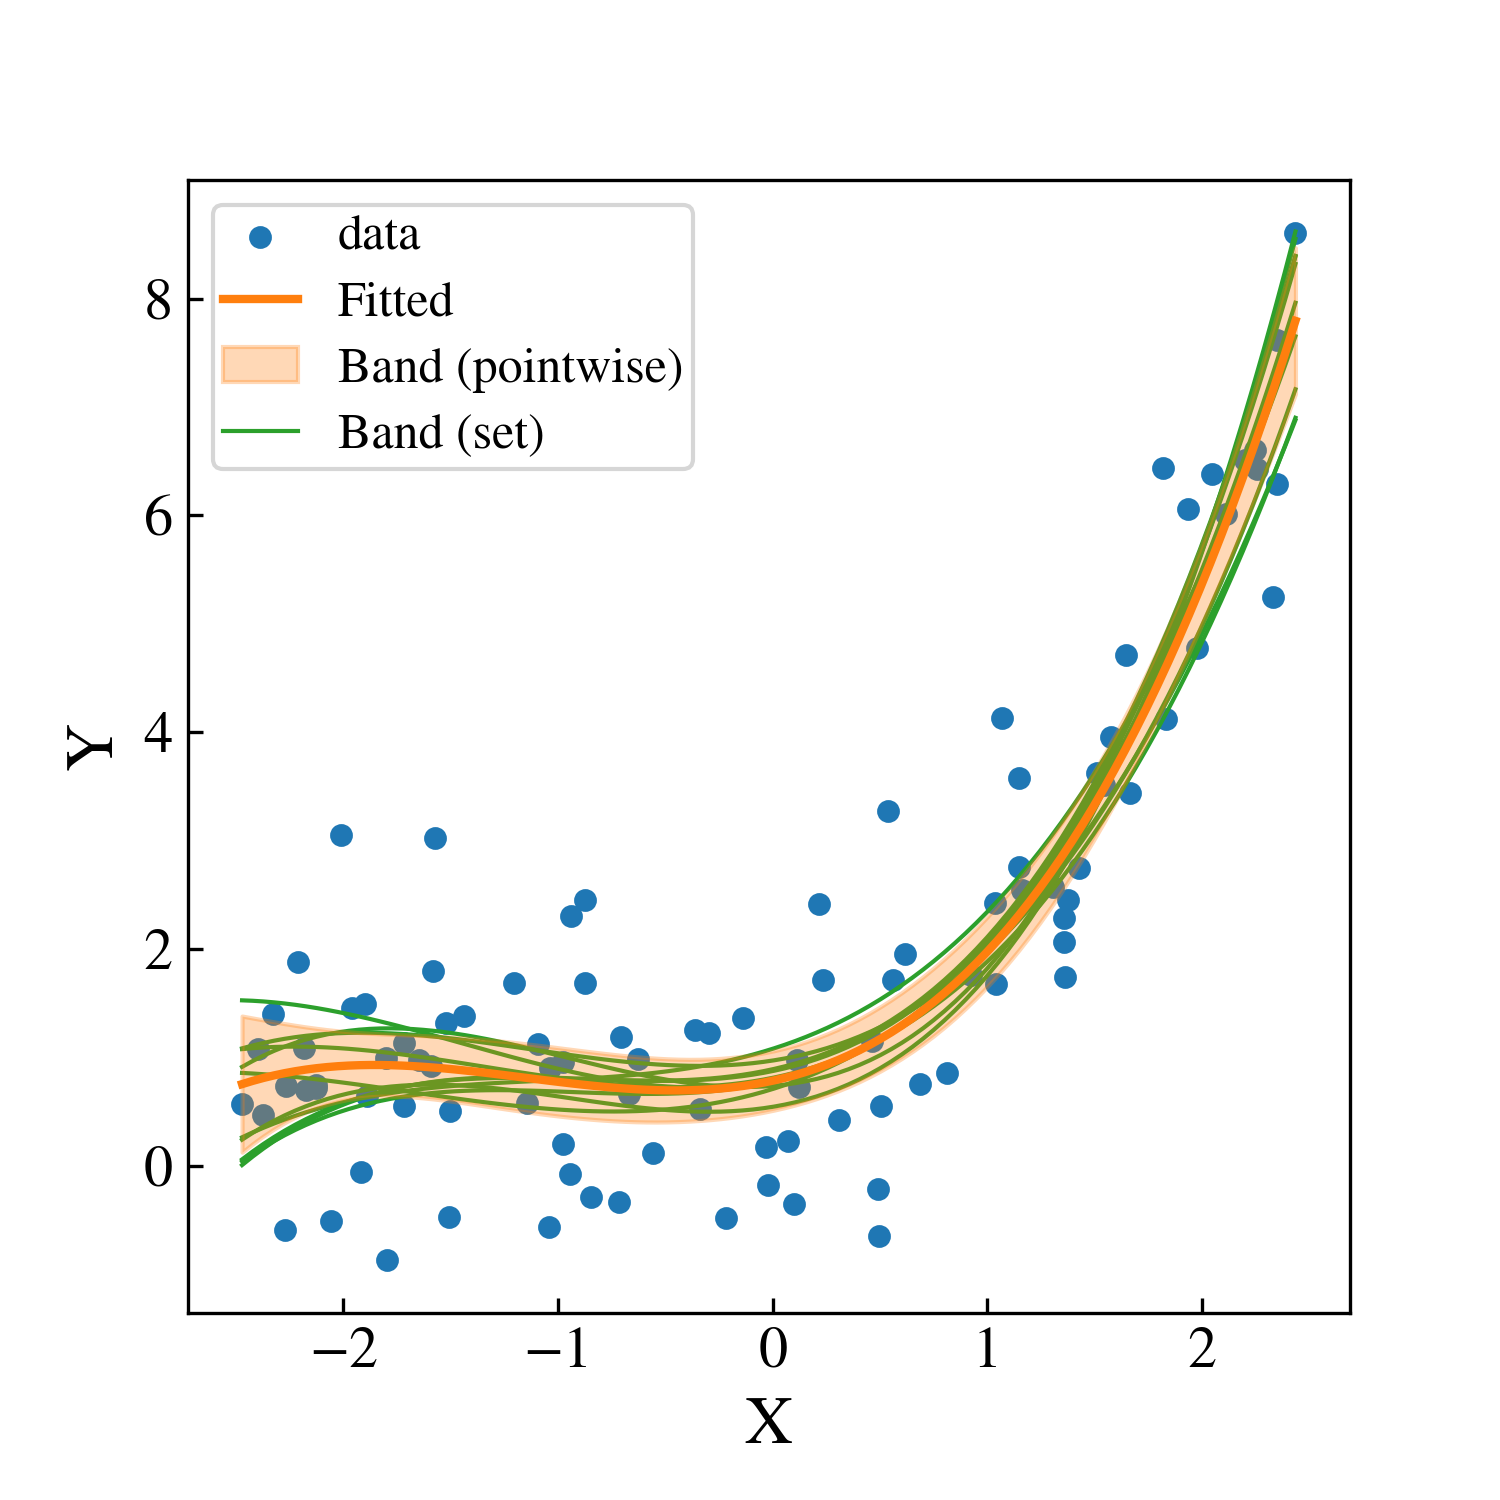 data
Fitted
Band (pointwise)
Band (set)
8
6
4
2
0
Y
−2 −1 0 1 2
X